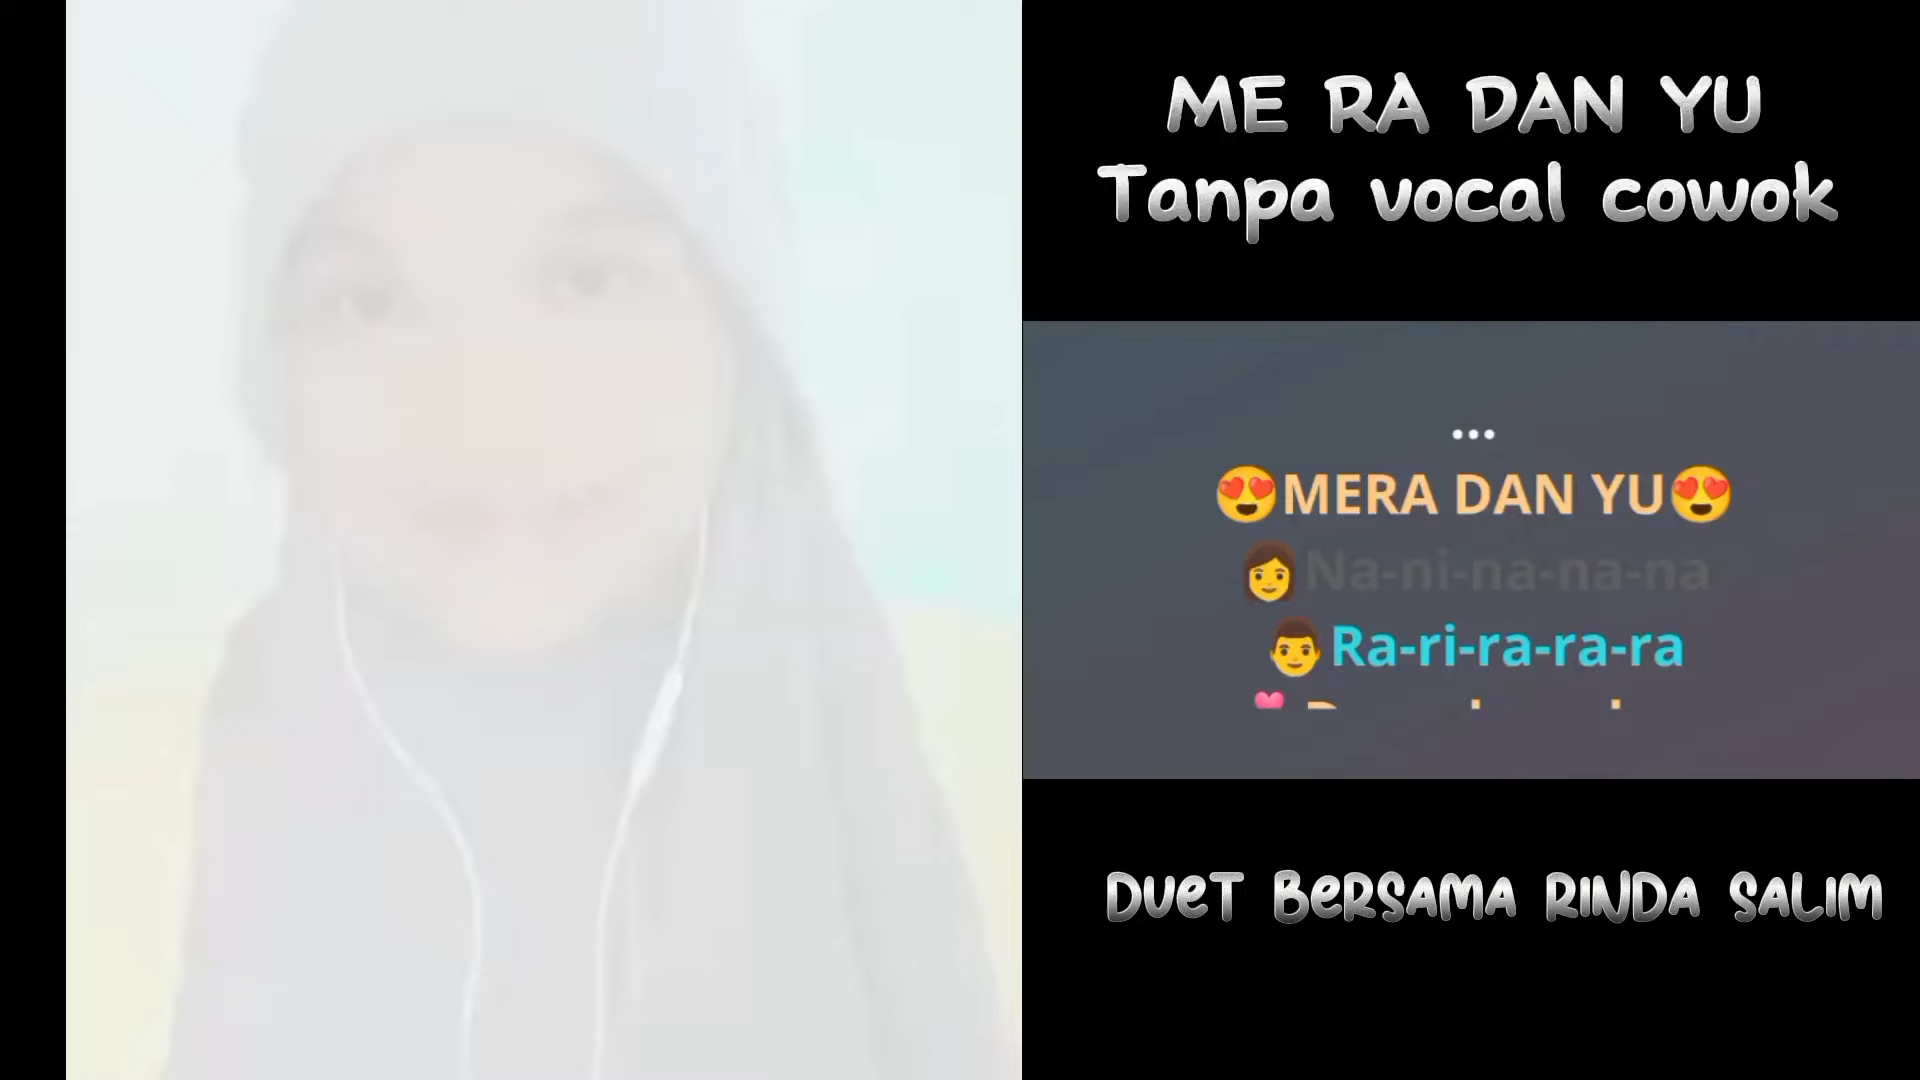 ME RA DAN YU
Tanpa vocal cowok
...
😍MERA DAN YU😍
👩Na-ni-na-na-na
👨Ra-ri-ra-ra-ra
DUeT BeRSAMA RINDA SALIM